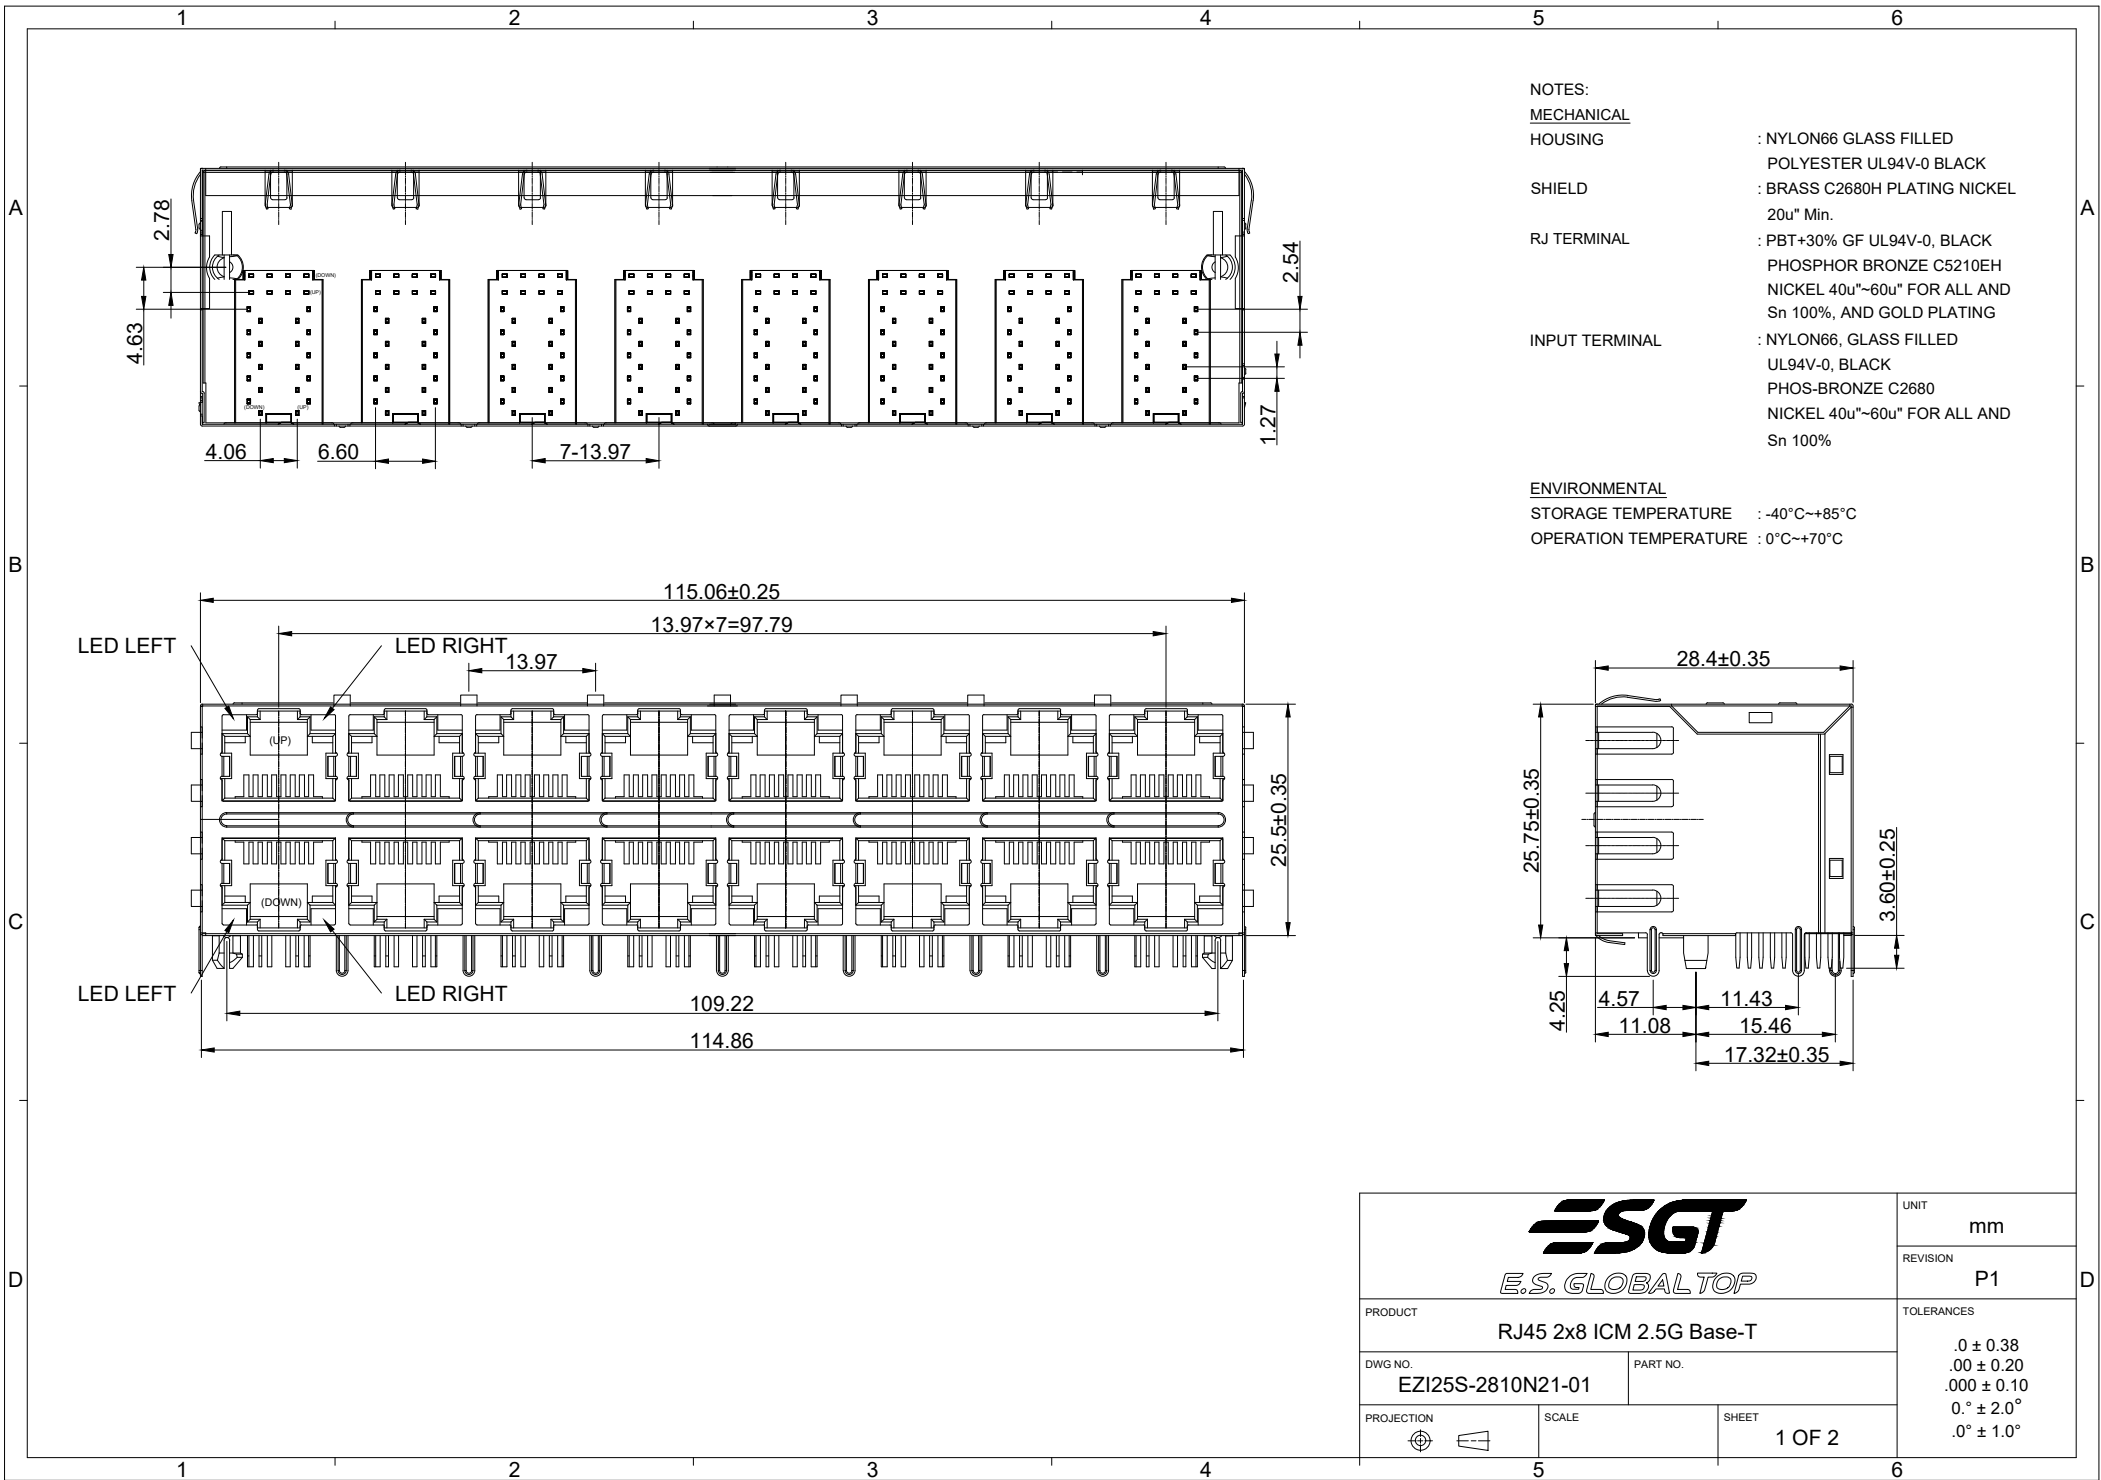 1 2 3 4 5 6
A
B
C
D
A
B
C
D
2.78
4.63
(DOWN)
(UP)
(DOWN) (UP)
2.54
1.27
4.06 6.60 7-13.97
NOTES:
MECHANICAL
HOUSING : NYLON66 GLASS FILLED
POLYESTER UL94V-0 BLACK
SHIELD : BRASS C2680H PLATING NICKEL
20u" Min.
RJ TERMINAL : PBT+30% GF UL94V-0, BLACK
PHOSPHOR BRONZE C5210EH
NICKEL 40u"~60u" FOR ALL AND
Sn 100%, AND GOLD PLATING
INPUT TERMINAL : NYLON66, GLASS FILLED
UL94V-0, BLACK
PHOS-BRONZE C2680
NICKEL 40u"~60u" FOR ALL AND
Sn 100%
ENVIRONMENTAL
STORAGE TEMPERATURE : -40°C~+85°C
OPERATION TEMPERATURE : 0°C~+70°C
115.06±0.25
13.97×7=97.79
LED LEFT LED RIGHT
13.97
(UP)
25.5±0.35
(DOWN)
LED LEFT LED RIGHT
109.22
114.86
28.4±0.35
25.75±0.35
3.60±0.25
4.25
4.57 11.43
11.08 15.46
17.32±0.35
ESGT
E.S. GLOBAL TOP
UNIT
mm
REVISION
P1
PRODUCT
RJ45 2x8 ICM 2.5G Base-T
TOLERANCES
.0 ± 0.38
.00 ± 0.20
.000 ± 0.10
0.° ± 2.0°
.0° ± 1.0°
DWG NO.
EZI25S-2810N21-01
PART NO.
PROJECTION
SCALE
SHEET
1 OF 2
1 2 3 4 5 6